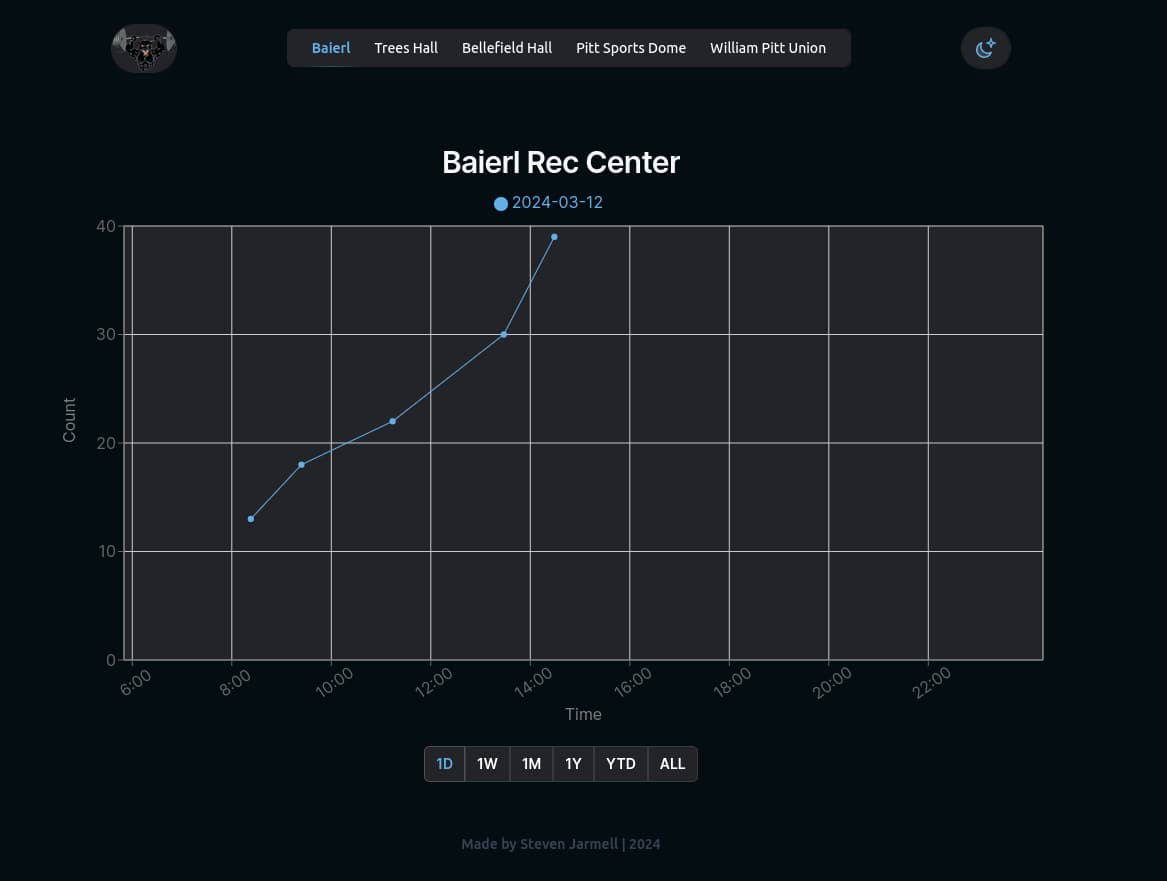 Baierl Trees Hall Bellefield Hall Pitt Sports Dome William Pitt Union
Baierl Rec Center
2024-03-12
40
30
Count
20
10
0
6:00 8:00 10:00 12:00 14:00 16:00 18:00 20:00 22:00
Time
1D 1W 1M 1Y YTD ALL
Made by Steven Jarmell | 2024